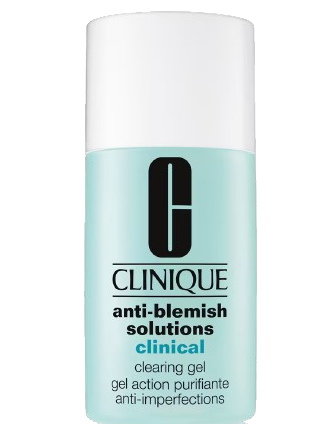 C
CLINIQUE
anti-blemish
solutions
clinical
clearing gel
gel action purifiante
anti-imperfections